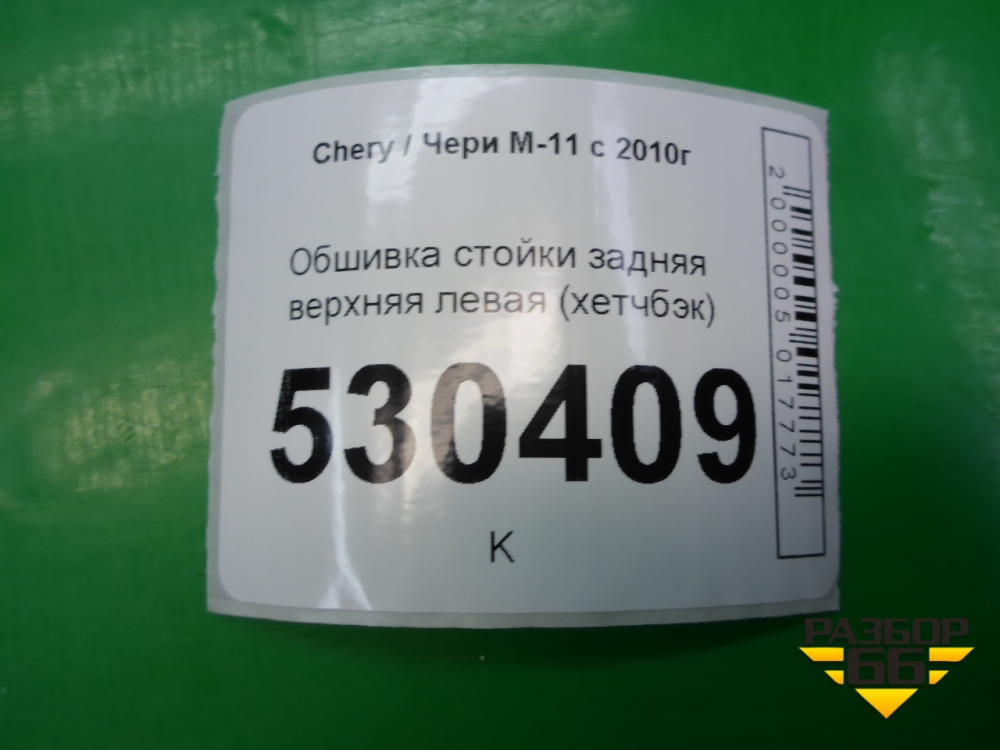 Chery / Чери М-11 с 2010г
Обшивка стойки задняя
верхняя левая (хетчбэк)
530409
К
2000005017773
РАЗБОР
66